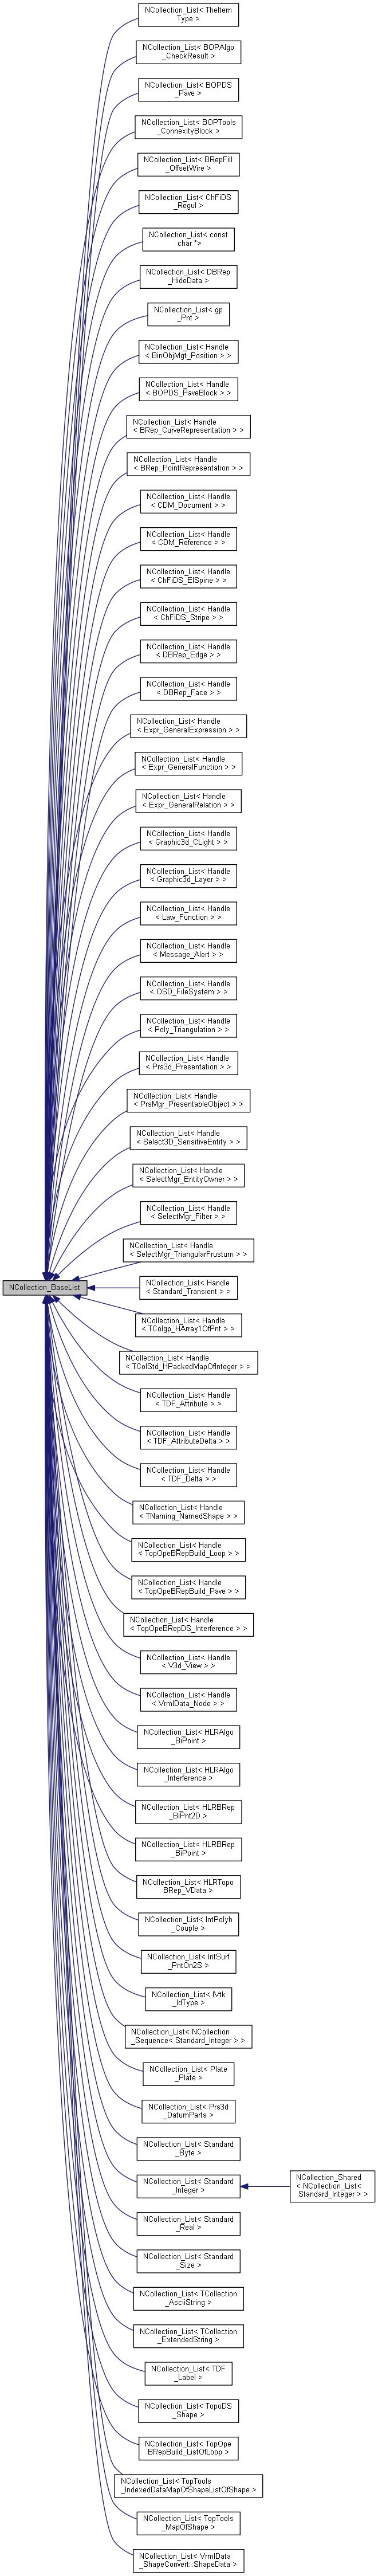 NCollection_List< TheItem
Type >
NCollection_List< BOPAlgo
_CheckResult >
NCollection_List< BOPDS
_Pave >
NCollection_List< BOPTools
_ConnexityBlock >
NCollection_List< BRepFill
_OffsetWire >
NCollection_List< ChFiDS
_Regul >
NCollection_List< const
char *>
NCollection_List< DBRep
_HideData >
NCollection_List< gp
_Pnt >
NCollection_List< Handle
< BinObjMgt_Position > >
NCollection_List< Handle
< BOPDS_PaveBlock > >
NCollection_List< Handle
< BRep_CurveRepresentation > >
NCollection_List< Handle
< BRep_PointRepresentation > >
NCollection_List< Handle
< CDM_Document > >
NCollection_List< Handle
< CDM_Reference > >
NCollection_List< Handle
< ChFiDS_ElSpine > >
NCollection_List< Handle
< ChFiDS_Stripe > >
NCollection_List< Handle
< DBRep_Edge > >
NCollection_List< Handle
< DBRep_Face > >
NCollection_List< Handle
< Expr_GeneralExpression > >
NCollection_List< Handle
< Expr_GeneralFunction > >
NCollection_List< Handle
< Expr_GeneralRelation > >
NCollection_List< Handle
< Graphic3d_CLight > >
NCollection_List< Handle
< Graphic3d_Layer > >
NCollection_List< Handle
< Law_Function > >
NCollection_List< Handle
< Message_Alert > >
NCollection_List< Handle
< OSD_FileSystem > >
NCollection_List< Handle
< Poly_Triangulation > >
NCollection_List< Handle
< Prs3d_Presentation > >
NCollection_List< Handle
< PrsMgr_PresentableObject > >
NCollection_List< Handle
< Select3D_SensitiveEntity > >
NCollection_List< Handle
< SelectMgr_EntityOwner > >
NCollection_List< Handle
< SelectMgr_Filter > >
NCollection_List< Handle
< SelectMgr_TriangularFrustum > >
NCollection_BaseList
NCollection_List< Handle
< Standard_Transient > >
NCollection_List< Handle
< TColgp_HArray1OfPnt > >
NCollection_List< Handle
< TColStd_HPackedMapOfInteger > >
NCollection_List< Handle
< TDF_Attribute > >
NCollection_List< Handle
< TDF_AttributeDelta > >
NCollection_List< Handle
< TDF_Delta > >
NCollection_List< Handle
< TNaming_NamedShape > >
NCollection_List< Handle
< TopOpeBRepBuild_Loop > >
NCollection_List< Handle
< TopOpeBRepBuild_Pave > >
NCollection_List< Handle
< TopOpeBRepDS_Interference > >
NCollection_List< Handle
< V3d_View > >
NCollection_List< Handle
< VrmlData_Node > >
NCollection_List< HLRAlgo
_BiPoint >
NCollection_List< HLRAlgo
_Interference >
NCollection_List< HLRBRep
_BiPnt2D >
NCollection_List< HLRBRep
_BiPoint >
NCollection_List< HLRTopo
BRep_VData >
NCollection_List< IntPolyh
_Couple >
NCollection_List< IntSurf
_PntOn2S >
NCollection_List< IVtk
_IdType >
NCollection_List< NCollection
_Sequence< Standard_Integer > >
NCollection_List< Plate
_Plate >
NCollection_List< Prs3d
_DatumParts >
NCollection_List< Standard
_Byte >
NCollection_List< Standard
_Integer >
NCollection_Shared
< NCollection_List<
Standard_Integer > >
NCollection_List< Standard
_Real >
NCollection_List< Standard
_Size >
NCollection_List< TCollection
_AsciiString >
NCollection_List< TCollection
_ExtendedString >
NCollection_List< TDF
_Label >
NCollection_List< TopoDS
_Shape >
NCollection_List< TopOpe
BRepBuild_ListOfLoop >
NCollection_List< TopTools
_IndexedDataMapOfShapeListOfShape >
NCollection_List< TopTools
_MapOfShape >
NCollection_List< VrmlData
_ShapeConvert::ShapeData >